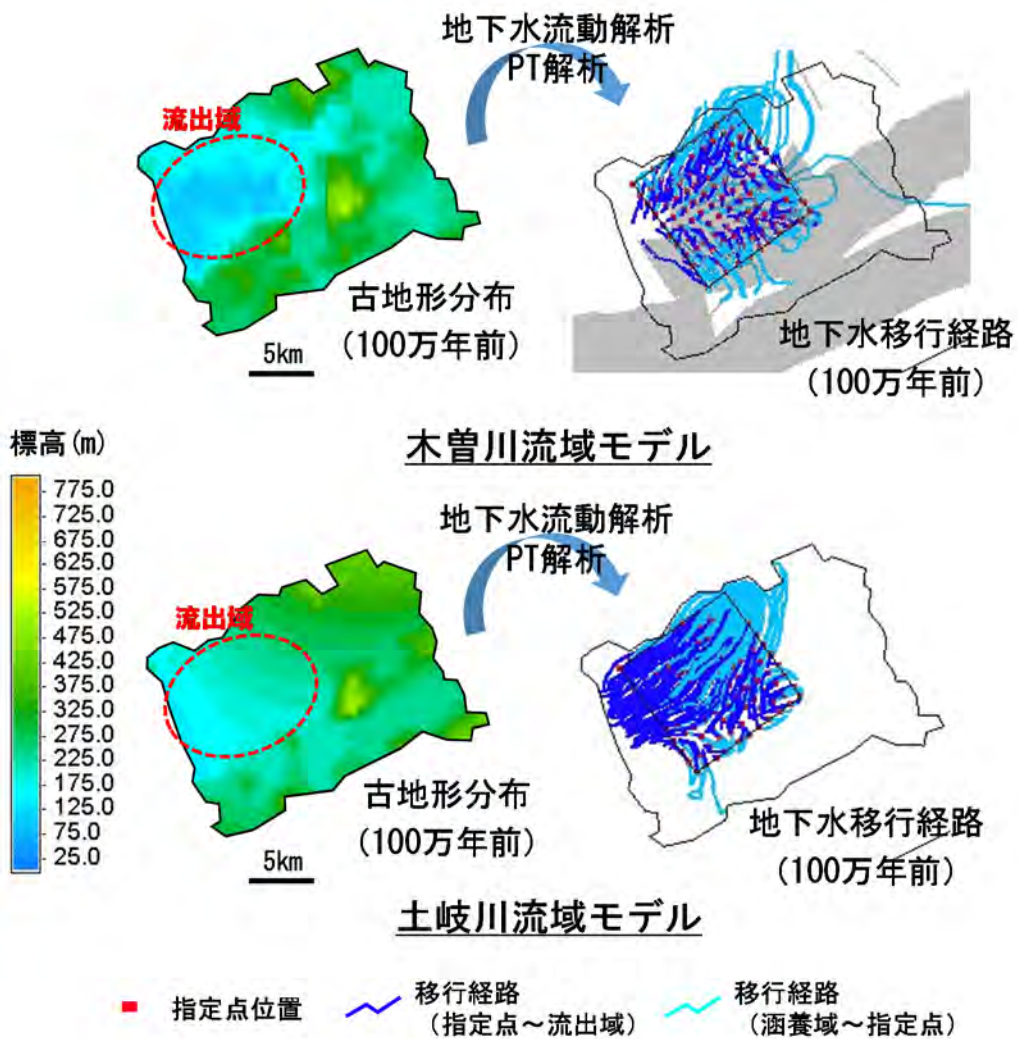 地下水流動解析
PT解析
流出域
古地形分布
(100万年前)
5km
地下水移行経路
(100万年前)
木曽川流域モデル
標高(m)
775.0
725.0
675.0
625.0
575.0
525.0
475.0
425.0
375.0
325.0
275.0
225.0
175.0
125.0
75.0
25.0
地下水流動解析
PT解析
流出域
古地形分布
(100万年前)
5km
地下水移行経路
(100万年前)
土岐川流域モデル
指定点位置
移行経路
(指定点～流出域)
移行経路
(涵養域～指定点)